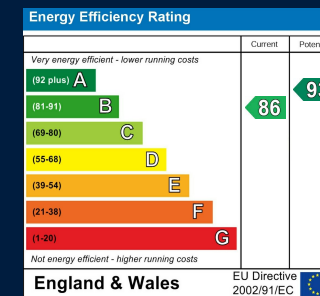 Energy Efficiency Rating
Current
Very energy efficient - lower running costs
(92 plus) A
(81-91) B
86
(69-80) C
(55-68) D
(39-54) E
(21-38) F
(1-20) G
Not energy efficient - higher running costs
England & Wales
EU Directive
2002/91/EC